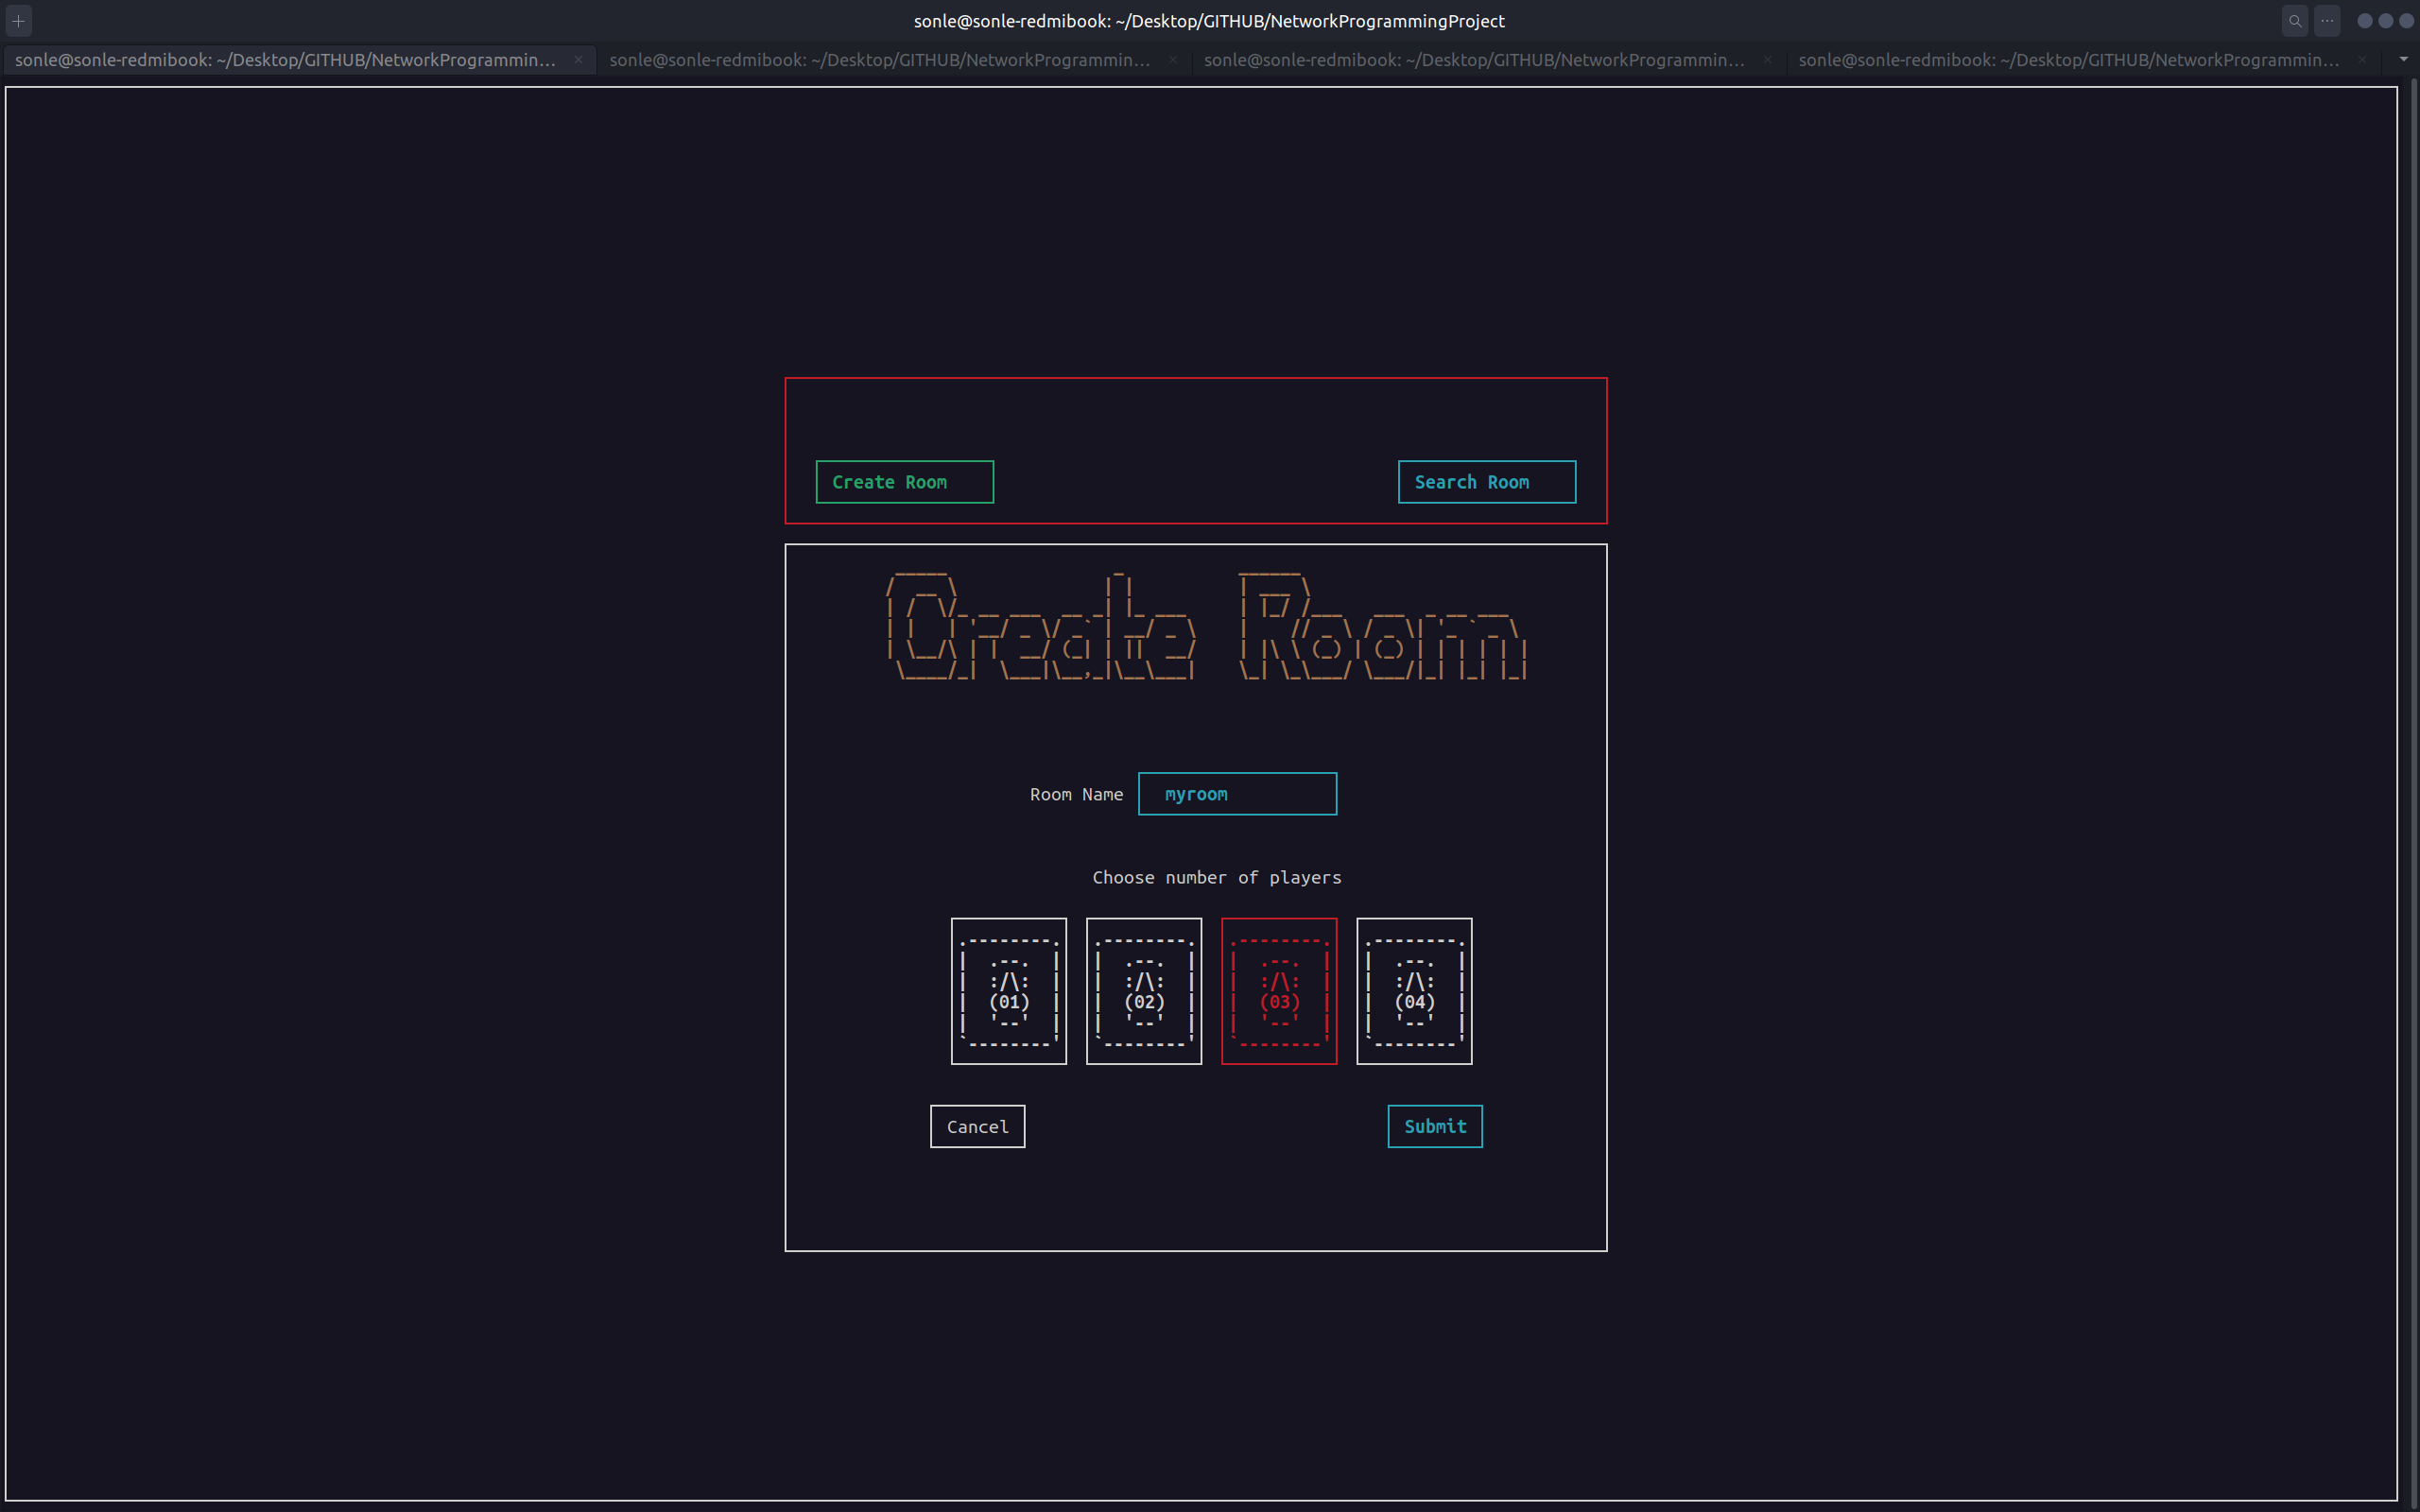 sonle@sonle-redmibook: ~/Desktop/GITHUB/NetworkProgrammingProject
sonle@sonle-redmibook: ~/Desktop/GITHUB/NetworkProgrammin…
sonle@sonle-redmibook: ~/Desktop/GITHUB/NetworkProgrammin…
sonle@sonle-redmibook: ~/Desktop/GITHUB/NetworkProgrammin…
sonle@sonle-redmibook: ~/Desktop/GITHUB/NetworkProgrammin…
Create Room
Search Room
Create Room
Room Name myroom
Choose number of players
(01) (02) (03) (04)
Cancel
Submit